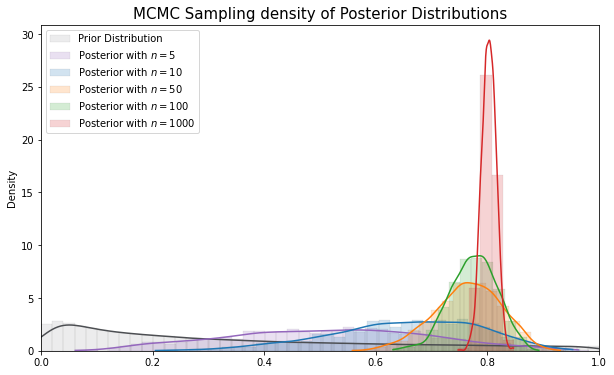 MCMC Sampling density of Posterior Distributions
30
25
20
15
10
5
0
Density
Prior Distribution
Posterior with n = 5
Posterior with n = 10
Posterior with n = 50
Posterior with n = 100
Posterior with n = 1000
0.0 0.2 0.4 0.6 0.8 1.0